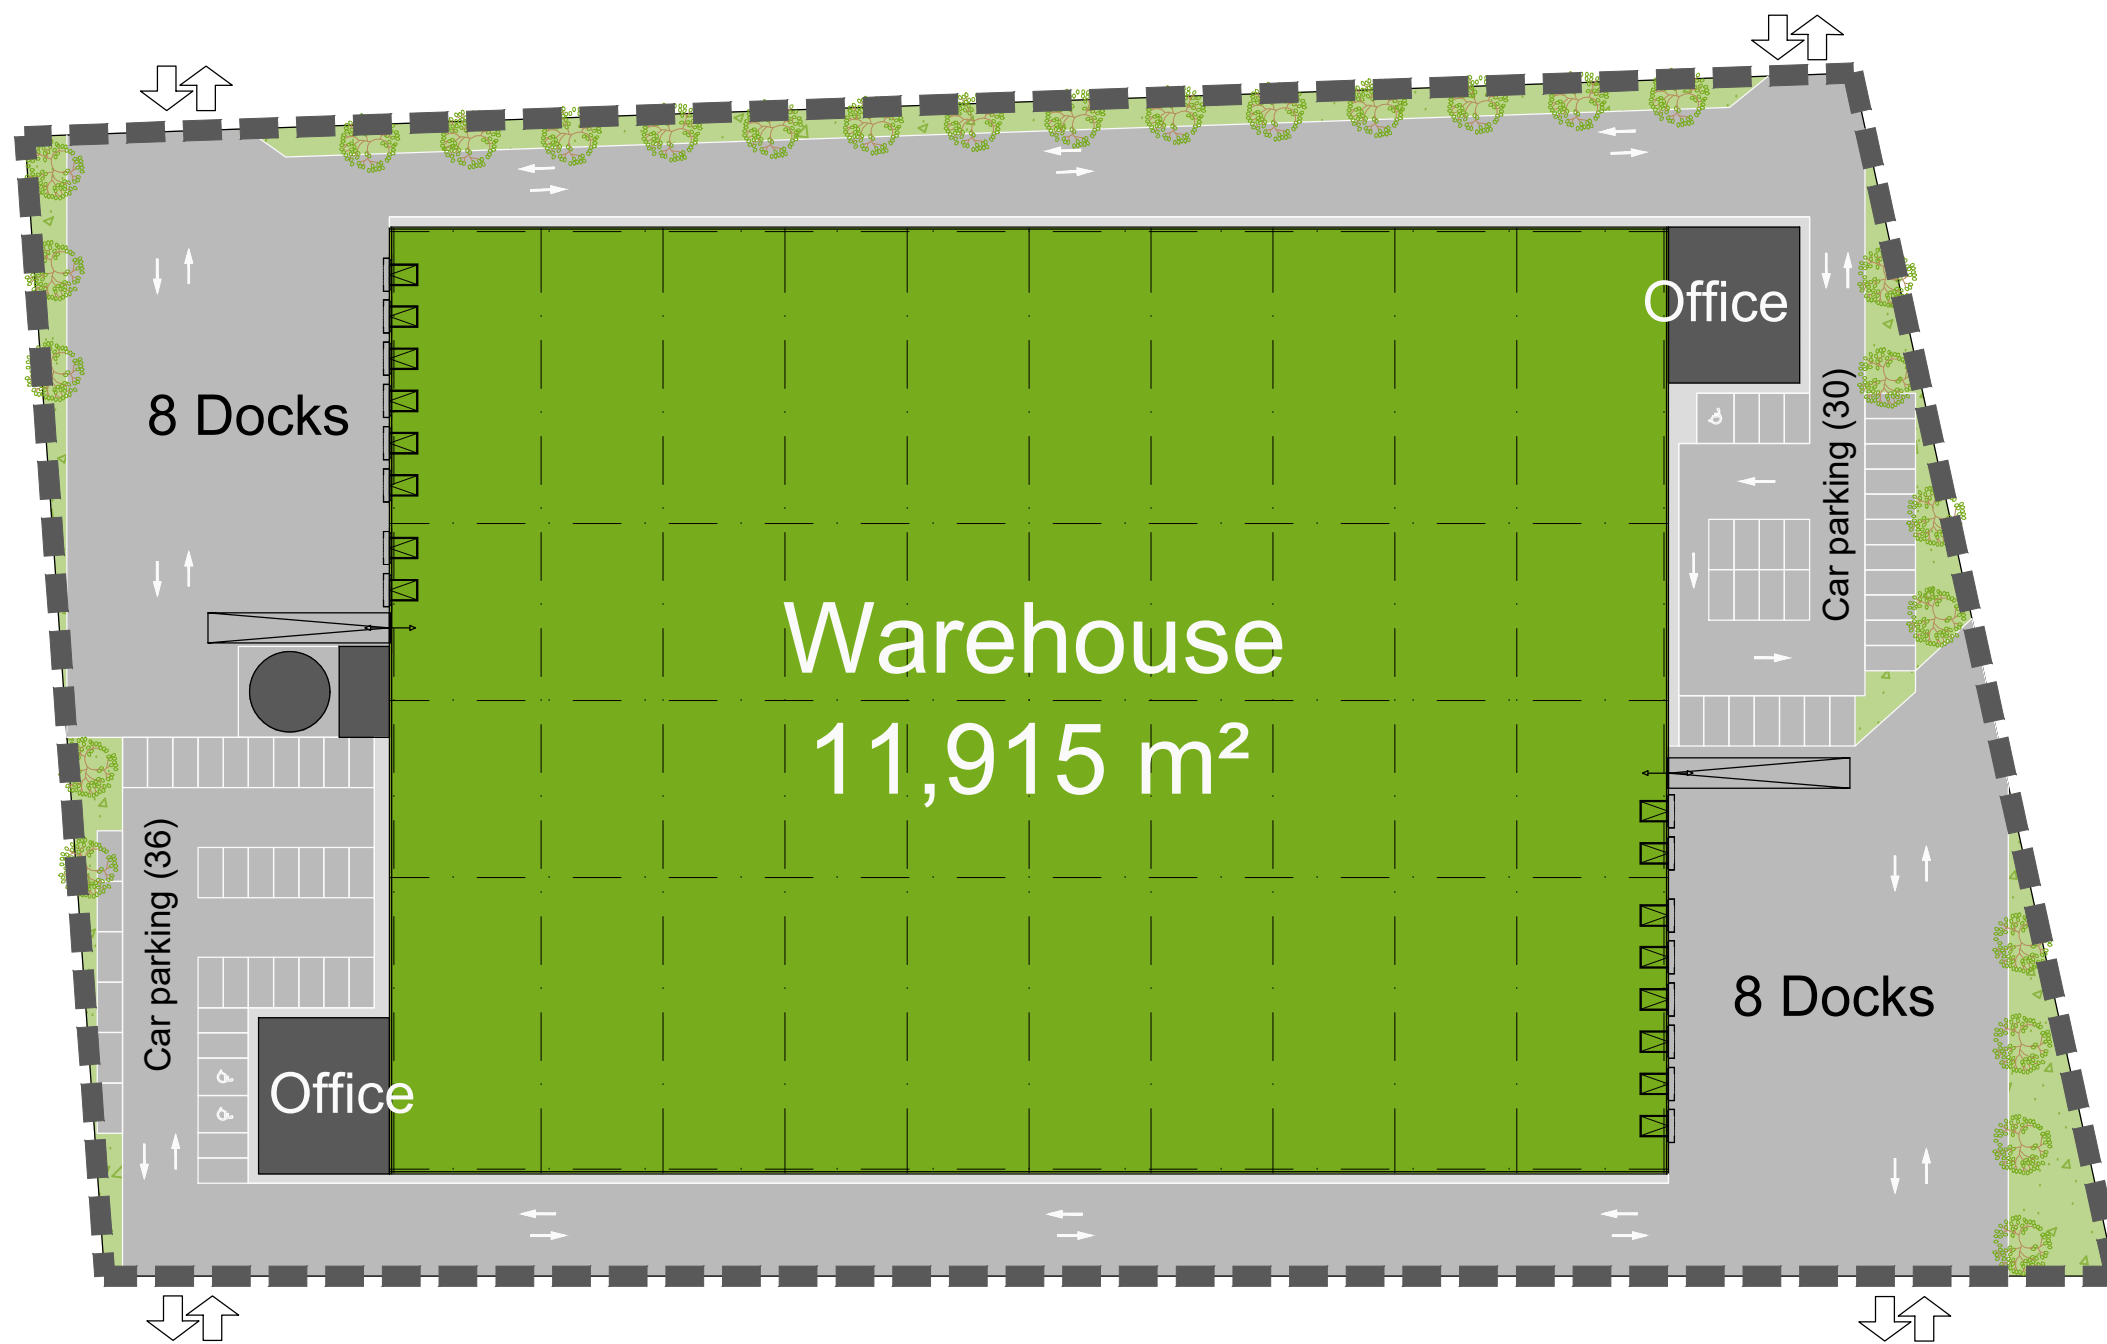 Office
8 Docks
Car parking (30)
Warehouse
11,915 m²
Car parking (36)
8 Docks
Office